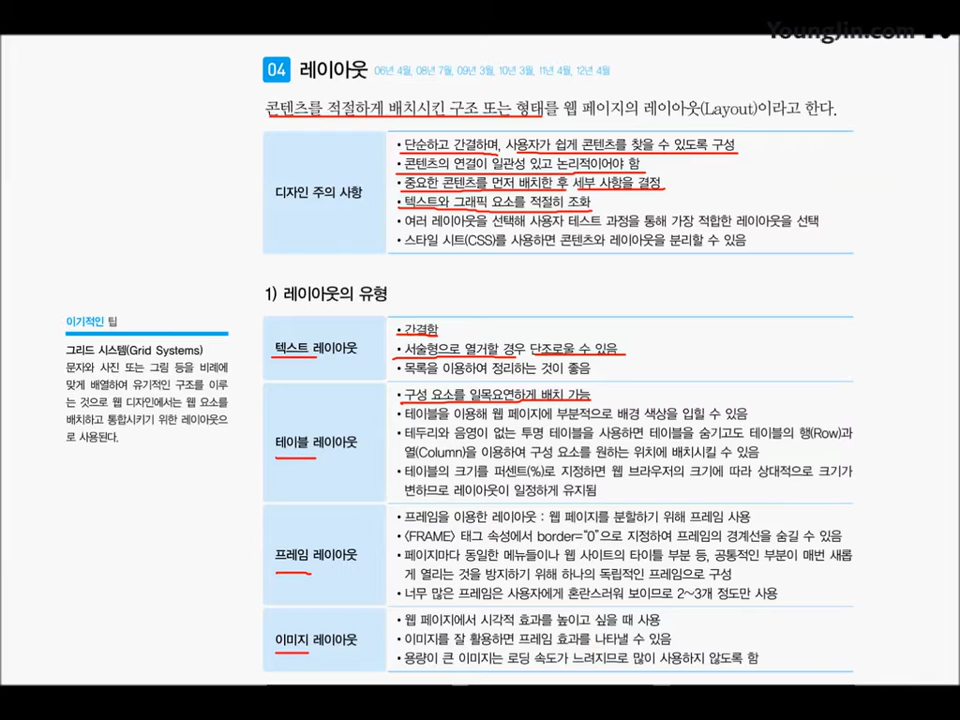 YoungJin.com
04 레이아웃 06년 4월, 08년 7월, 09년 3월, 10년 3월, 11년 4월, 12년 4월
콘텐츠를 적절하게 배치시킨 구조 또는 형태를 웹 페이지의 레이아웃(Layout)이라고 한다.
디자인 주의 사항
• 단순하고 간결하며, 사용자가 쉽게 콘텐츠를 찾을 수 있도록 구성
• 콘텐츠의 연결이 일관성 있고 논리적이어야 함
• 중요한 콘텐츠를 먼저 배치한 후 세부 사항을 결정
• 텍스트와 그래픽 요소를 적절히 조화
• 여러 레이아웃을 선택해 사용자 테스트 과정을 통해 가장 적합한 레이아웃을 선택
• 스타일 시트(CSS)를 사용하면 콘텐츠와 레이아웃을 분리할 수 있음
1) 레이아웃의 유형
이기적인 팁
그리드 시스템(Grid Systems)
문자와 사진 또는 그림 등을 비례에
맞게 배열하여 유기적인 구조를 이루
는 것으로 웹 디자인에서는 웹 요소를
배치하고 통합시키기 위한 레이아웃으
로 사용된다.
텍스트 레이아웃
• 간결함
• 서술형으로 열거할 경우 단조로울 수 있음
• 목록을 이용하여 정리하는 것이 좋음
테이블 레이아웃
• 구성 요소를 일목요연하게 배치 가능
• 테이블을 이용해 웹 페이지에 부분적으로 배경 색상을 입힐 수 있음
• 테두리와 음영이 없는 투명 테이블을 사용하면 테이블을 숨기고도 테이블의 행(Row)과
열(Column)을 이용하여 구성 요소를 원하는 위치에 배치시킬 수 있음
• 테이블의 크기를 퍼센트(%)로 지정하면 웹 브라우저의 크기에 따라 상대적으로 크기가
변하므로 레이아웃이 일정하게 유지됨
프레임 레이아웃
• 프레임을 이용한 레이아웃 : 웹 페이지를 분할하기 위해 프레임 사용
• 〈FRAME〉 태그 속성에서 border="0"으로 지정하여 프레임의 경계선을 숨길 수 있음
• 페이지마다 동일한 메뉴들이나 웹 사이트의 타이틀 부분 등, 공통적인 부분이 매번 새롭
게 열리는 것을 방지하기 위해 하나의 독립적인 프레임으로 구성
• 너무 많은 프레임은 사용자에게 혼란스러워 보이므로 2~3개 정도만 사용
이미지 레이아웃
• 웹 페이지에서 시각적 효과를 높이고 싶을 때 사용
• 이미지를 잘 활용하면 프레임 효과를 나타낼 수 있음
• 용량이 큰 이미지는 로딩 속도가 느려지므로 많이 사용하지 않도록 함